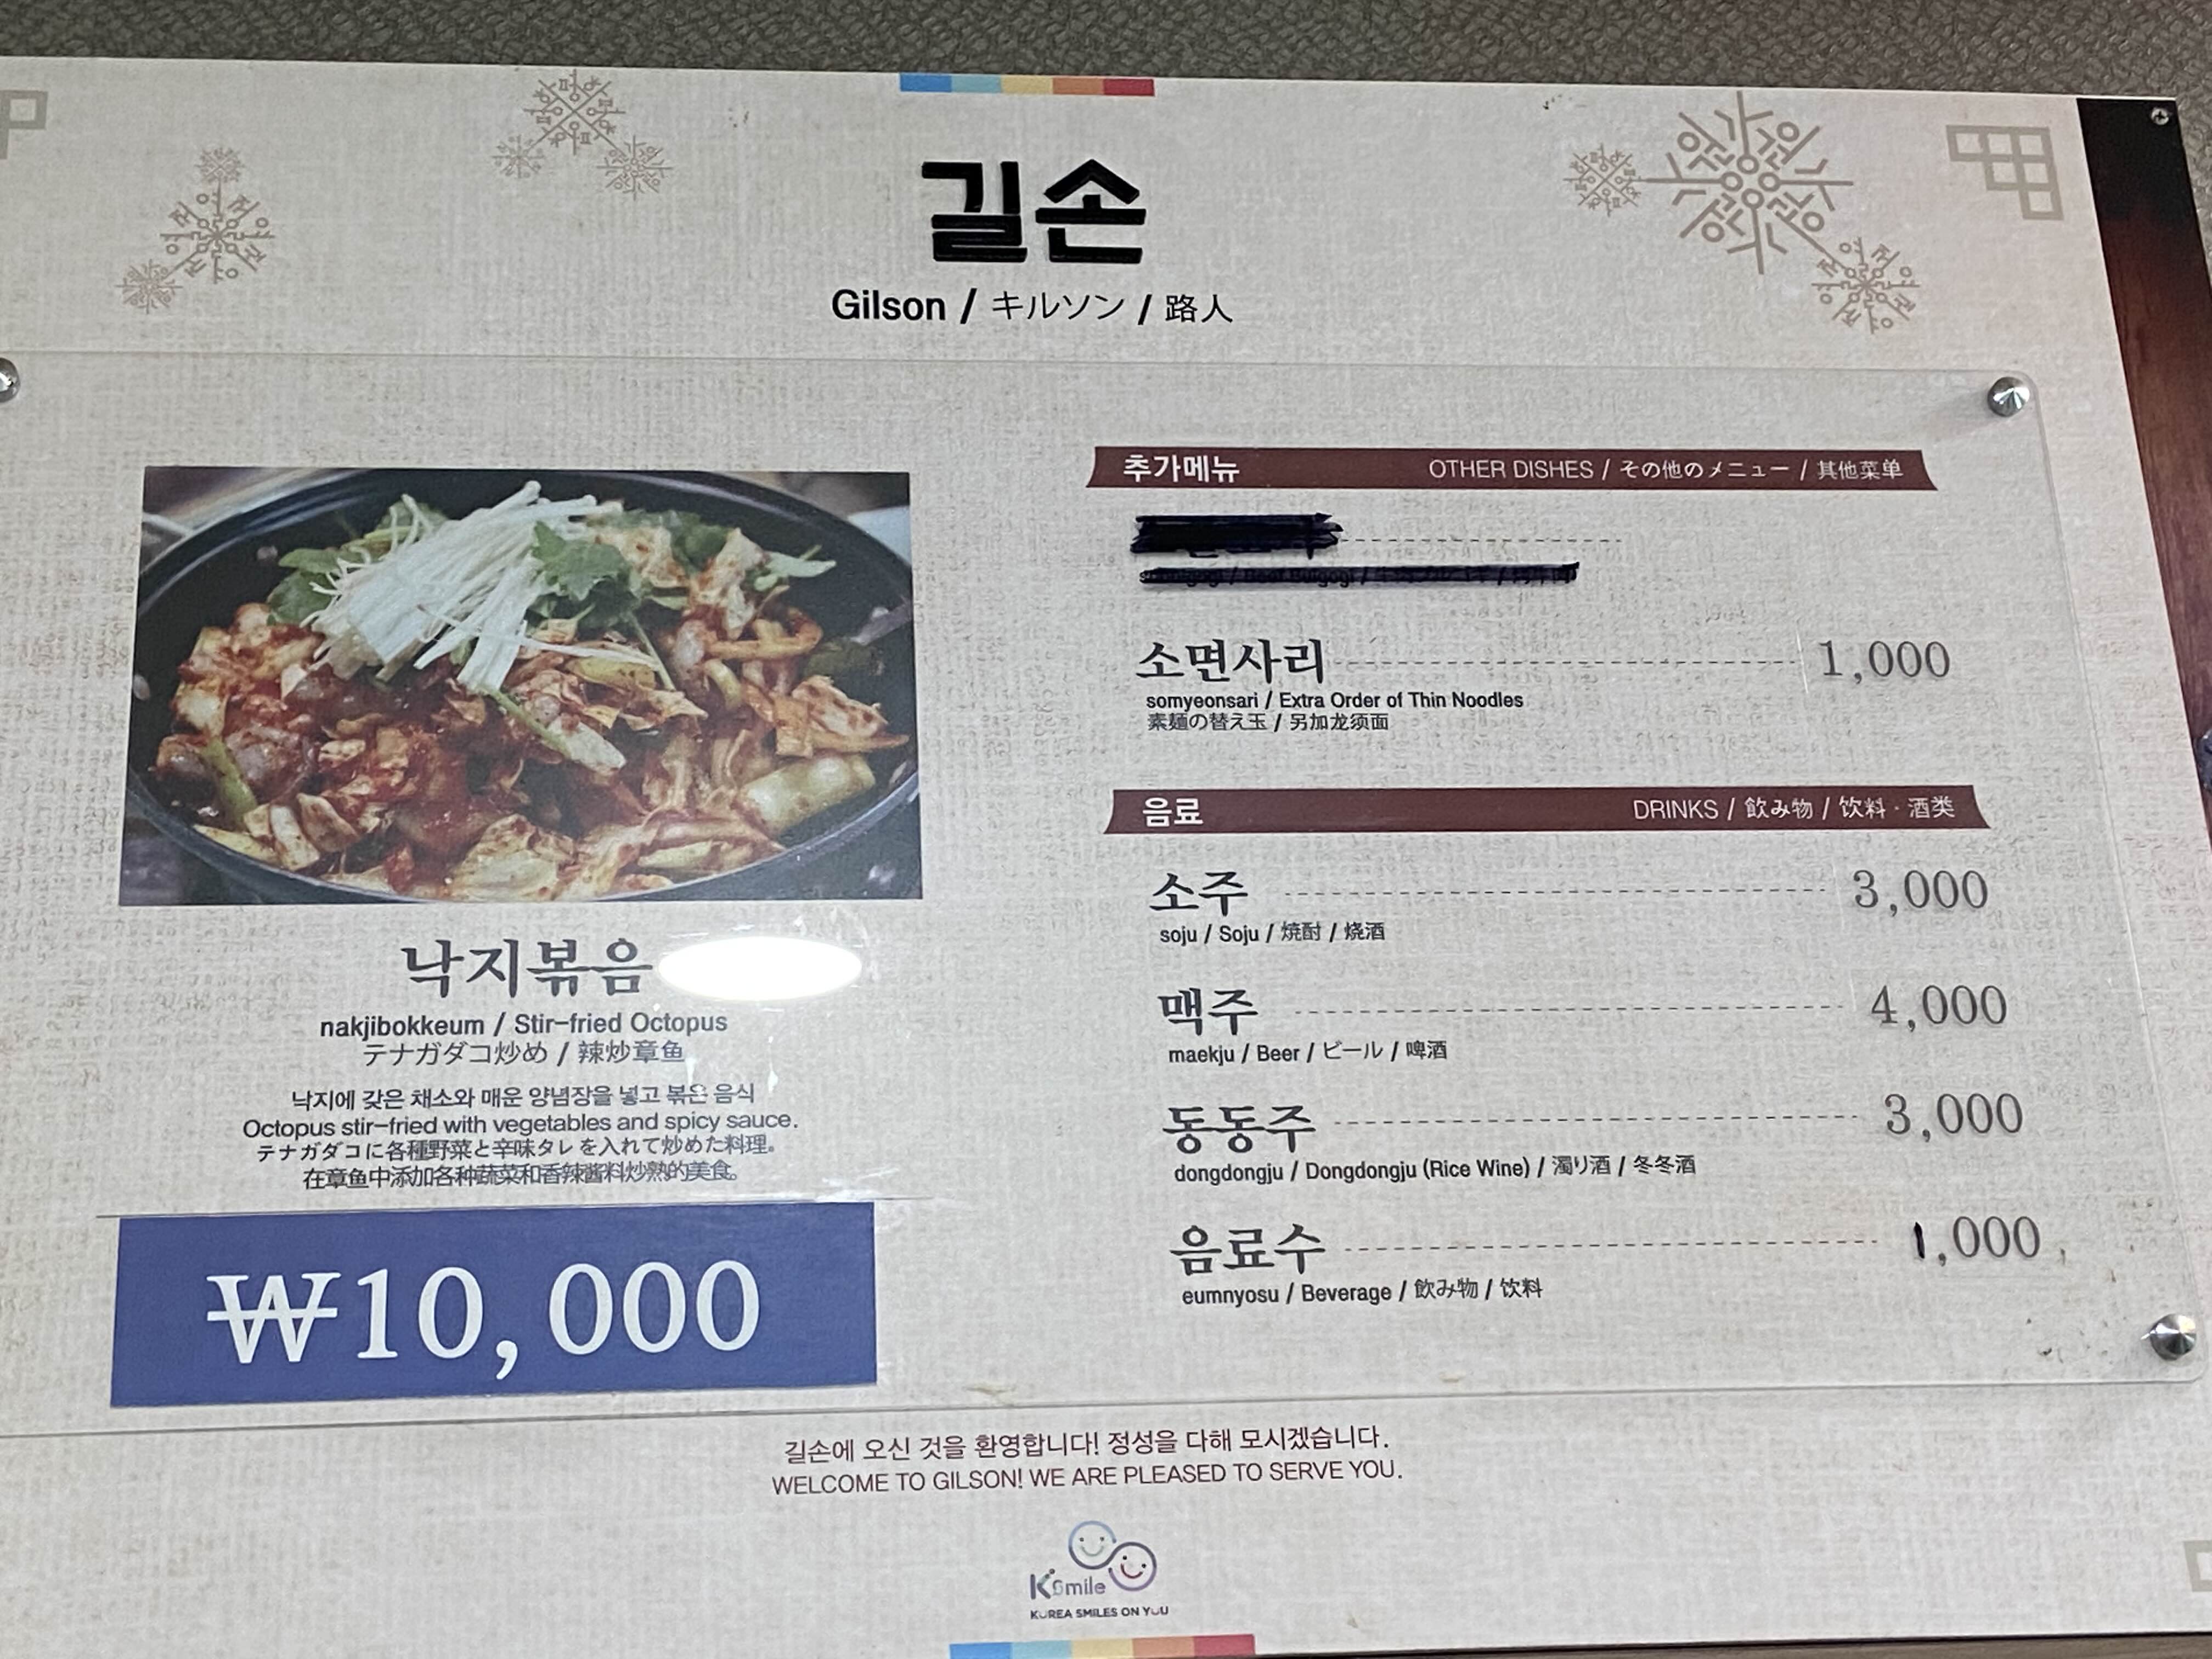 길손
Gilson / キルソン / 路人
낙지볶음
nakjibokkeum / Stir-fried Octopus
テナガダコ炒め / 辣炒章鱼
낙지에 갖은 채소와 매운 양념장을 넣고 볶은 음식
Octopus stir-fried with vegetables and spicy sauce.
テナガダコに各種野菜と辛味タレを入れて炒めた料理。
在章鱼中添加各种蔬菜和香辣酱料炒熟的美食。
₩10,000
추가메뉴 OTHER DISHES / その他のメニュー / 其他菜单
소면사리 1,000
somyeonsari / Extra Order of Thin Noodles
素麺の替え玉 / 另加龙须面
음료 DRINKS / 飲み物 / 饮料 · 酒类
소주 3,000
soju / Soju / 焼酎 / 烧酒
맥주 4,000
maekju / Beer / ビール / 啤酒
동동주 3,000
dongdongju / Dongdongju (Rice Wine) / 濁り酒 / 冬冬酒
음료수 1,000
eumnyosu / Beverage / 飲み物 / 饮料
길손에 오신 것을 환영합니다! 정성을 다해 모시겠습니다.
WELCOME TO GILSON! WE ARE PLEASED TO SERVE YOU.
K Smile
KOREA SMILES ON YOU